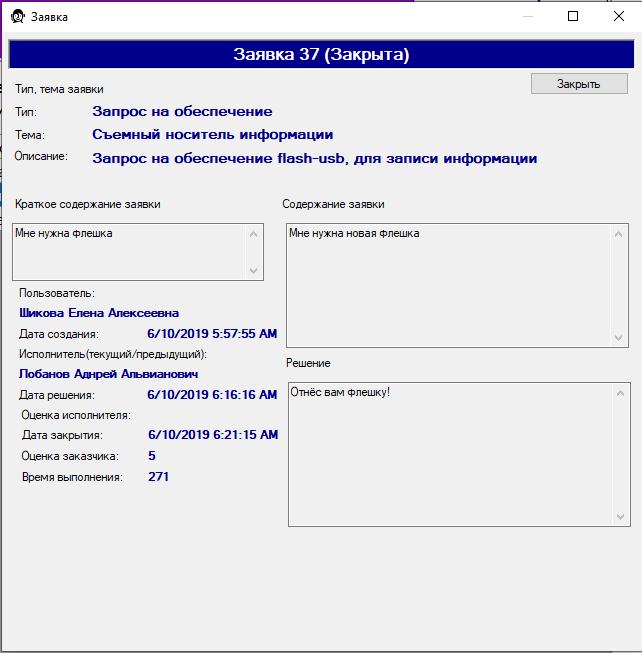 Заявка
Заявка 37 (Закрыта)
Закрыть
Тип, тема заявки
Тип: Запрос на обеспечение
Тема: Съемный носитель информации
Описание: Запрос на обеспечение flash-usb, для записи информации
Краткое содержание заявки
Мне нужна флешка
Содержание заявки
Мне нужна новая флешка
Пользователь:
Шикова Елена Алексеевна
Дата создания: 6/10/2019 5:57:55 AM
Исполнитель(текущий/предыдущий):
Лобанов Аднрей Альвианович
Дата решения: 6/10/2019 6:16:16 AM
Оценка исполнителя:
Дата закрытия: 6/10/2019 6:21:15 AM
Оценка заказчика: 5
Время выполнения: 271
Решение
Отнёс вам флешку!